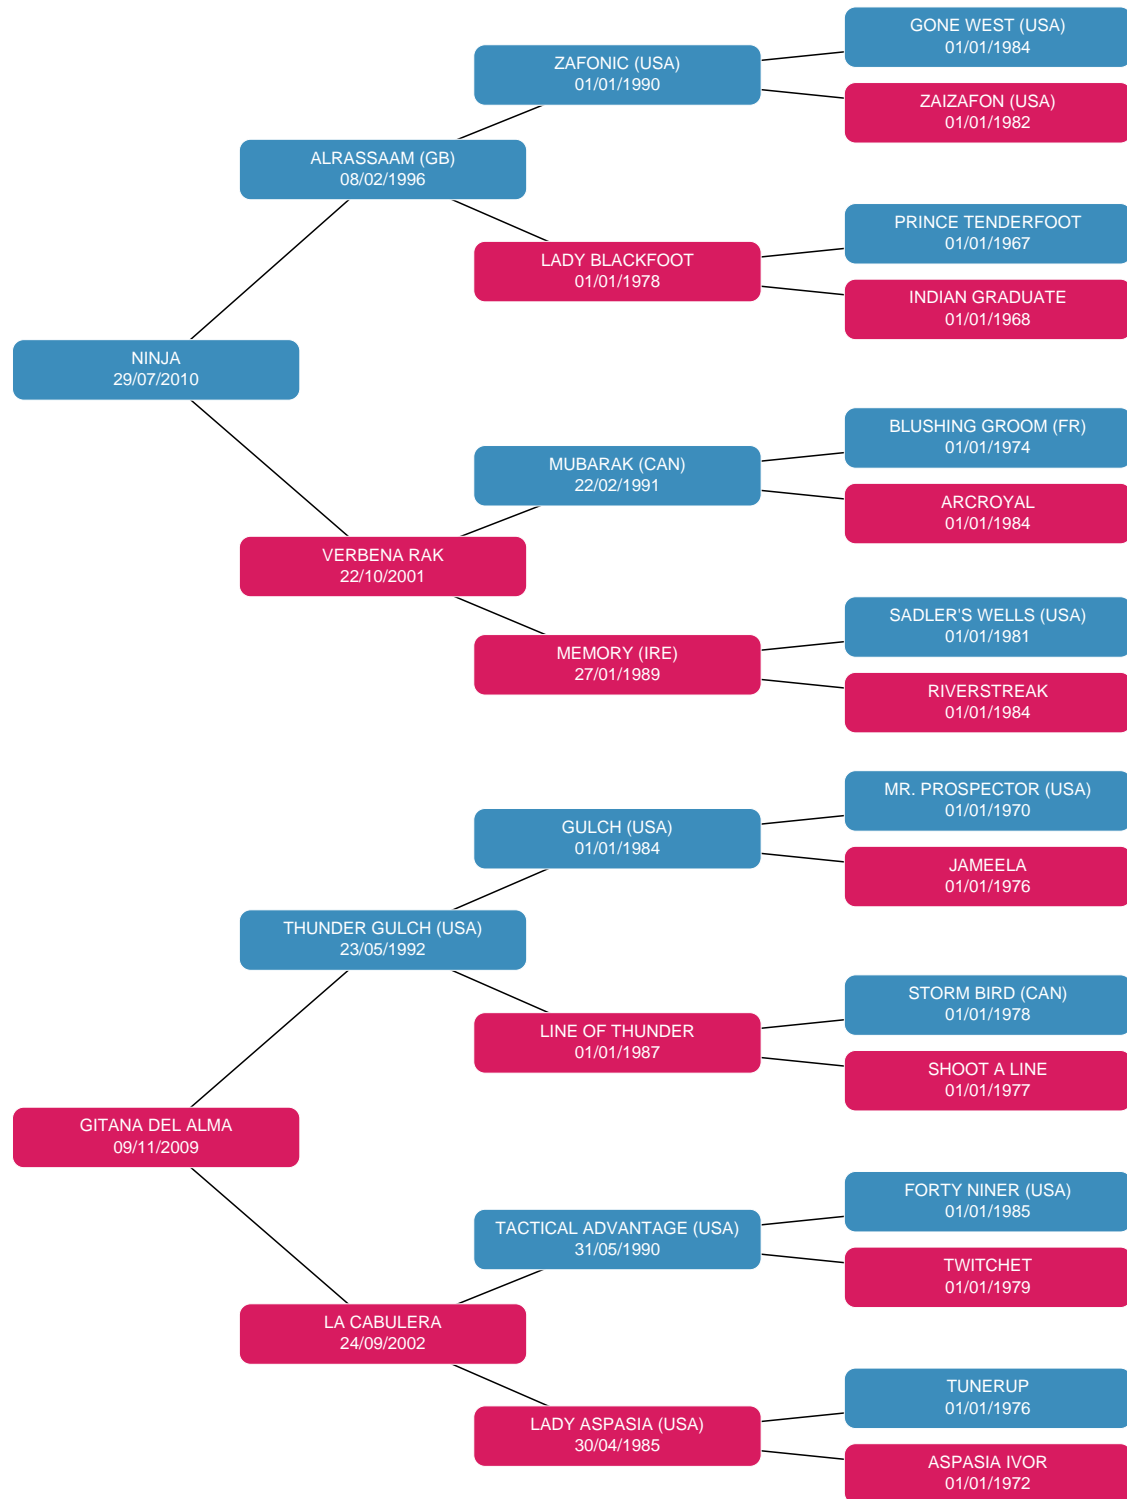 GONE WEST (USA)
01/01/1984
ZAFONIC (USA)
01/01/1990
ZAIZAFON (USA)
01/01/1982
ALRASSAAM (GB)
08/02/1996
PRINCE TENDERFOOT
01/01/1967
LADY BLACKFOOT
01/01/1978
INDIAN GRADUATE
01/01/1968
NINJA
29/07/2010
BLUSHING GROOM (FR)
01/01/1974
MUBARAK (CAN)
22/02/1991
ARCROYAL
01/01/1984
VERBENA RAK
22/10/2001
SADLER'S WELLS (USA)
01/01/1981
MEMORY (IRE)
27/01/1989
RIVERSTREAK
01/01/1984
MR. PROSPECTOR (USA)
01/01/1970
GULCH (USA)
01/01/1984
JAMEELA
01/01/1976
THUNDER GULCH (USA)
23/05/1992
STORM BIRD (CAN)
01/01/1978
LINE OF THUNDER
01/01/1987
SHOOT A LINE
01/01/1977
GITANA DEL ALMA
09/11/2009
FORTY NINER (USA)
01/01/1985
TACTICAL ADVANTAGE (USA)
31/05/1990
TWITCHET
01/01/1979
LA CABULERA
24/09/2002
TUNERUP
01/01/1976
LADY ASPASIA (USA)
30/04/1985
ASPASIA IVOR
01/01/1972